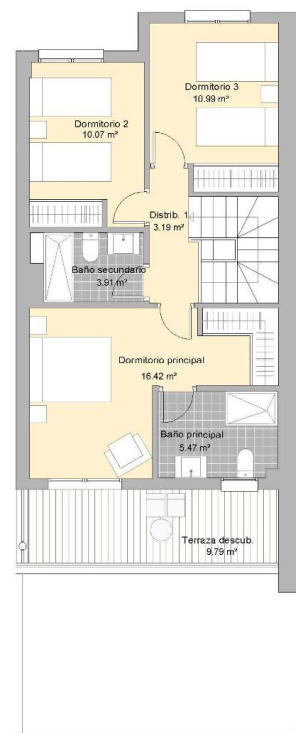 Dormitorio 3
10.99 m²
Dormitorio 2
10.07 m²
Distrib. 1
3.19 m²
Baño secundario
3.91 m²
Dormitorio principal
16.42 m²
Baño principal
5.47 m²
Terraza descub.
9.79 m²